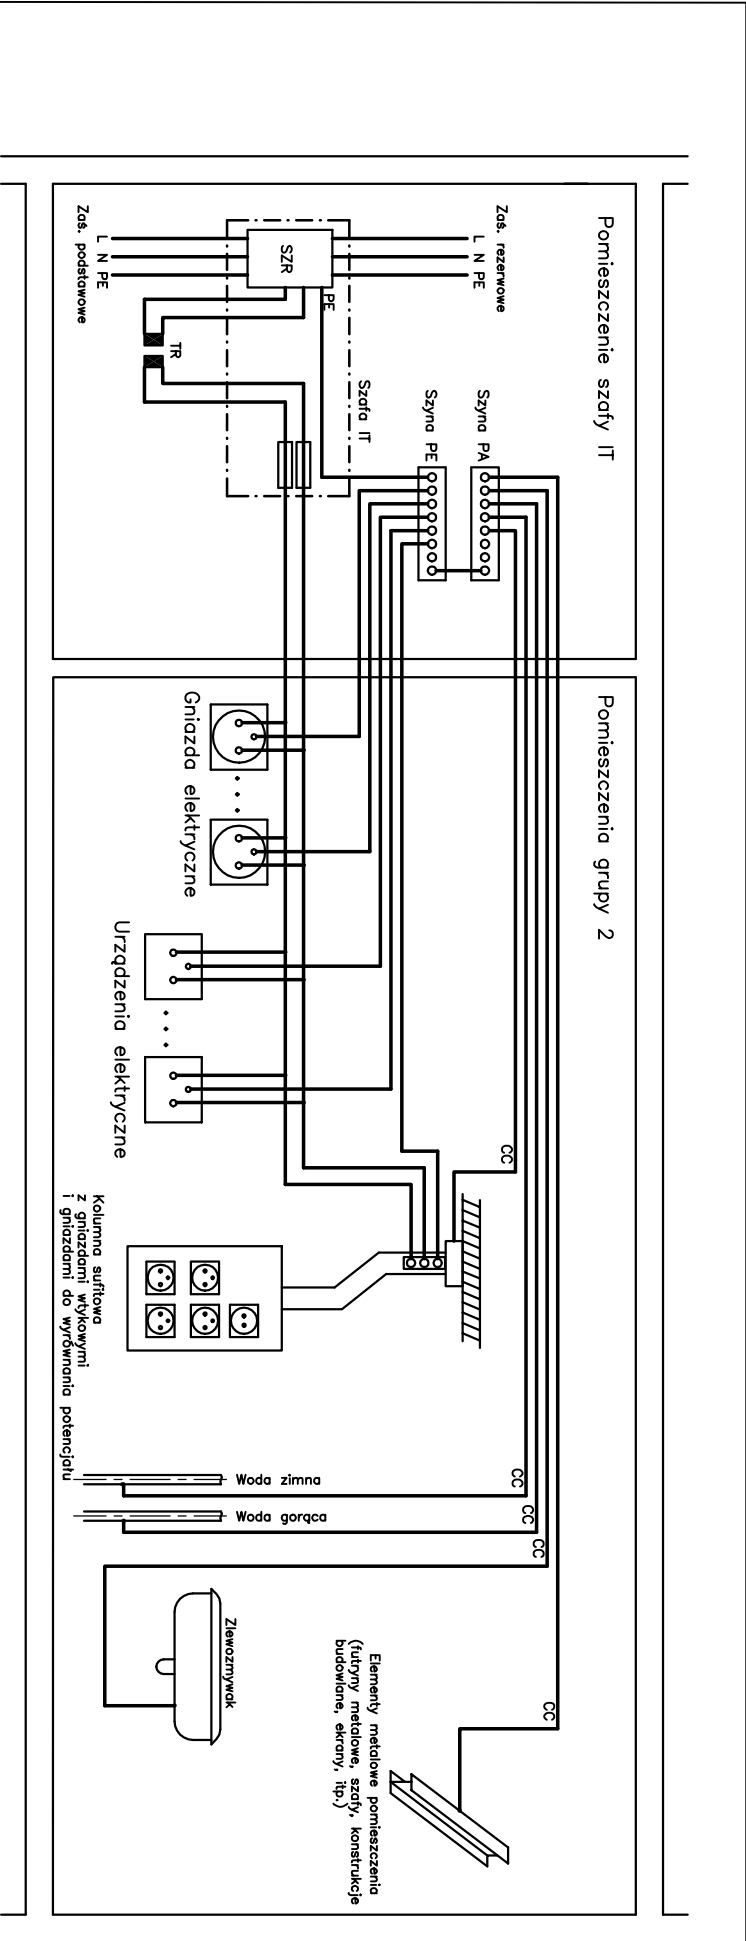 Pomieszczenie szafy IT
Pomieszczenia grupy 2
Zas. rezerwowe
L N PE
SZR
PE
L N PE
Zaś. podstawowe
TR
Szafa IT
Szyna PA
Szyna PE
Gniazda elektryczne
Urządzenia elektryczne
CC
Kolumna sufitowa
z gniazdami wtykowymi
i gniazdami do wyrównania potencjału
CC
Woda zimna
CC
Woda gorąca
CC
Zlewozmywak
CC
Elementy metalowe pomieszczenia
(futryny metalowe, szafy, konstrukcje
budowlane, ekrany, itp.)